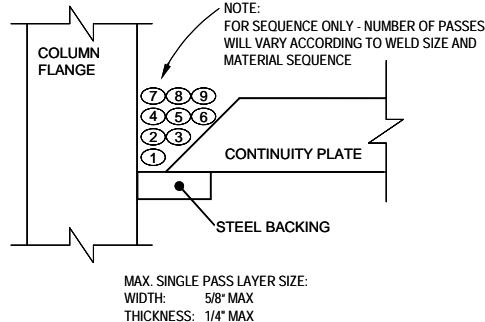 NOTE:
FOR SEQUENCE ONLY - NUMBER OF PASSES
WILL VARY ACCORDING TO WELD SIZE AND
MATERIAL SEQUENCE
COLUMN
FLANGE
7 8 9
4 5 6
2 3
1
CONTINUITY PLATE
STEEL BACKING
MAX. SINGLE PASS LAYER SIZE:
WIDTH: 5/8" MAX
THICKNESS: 1/4" MAX